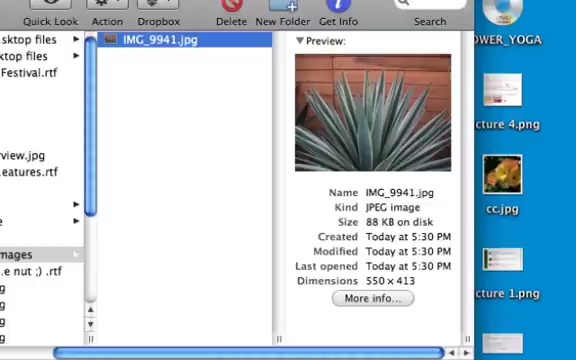 Quick Look Action Dropbox Delete New Folder Get Info Search
sktop files
sktop files
Festival.rtf
rview.jpg
.eatures.rtf
mages
.e nut ;) .rtf
g
g
g
g
IMG_9941.jpg
Preview:
Name IMG_9941.jpg
Kind JPEG image
Size 88 KB on disk
Created Today at 5:30 PM
Modified Today at 5:30 PM
Last opened Today at 5:30 PM
Dimensions 550 × 413
More info...
OWER_YOGA
cture 4.png
cc.jpg
cture 1.png